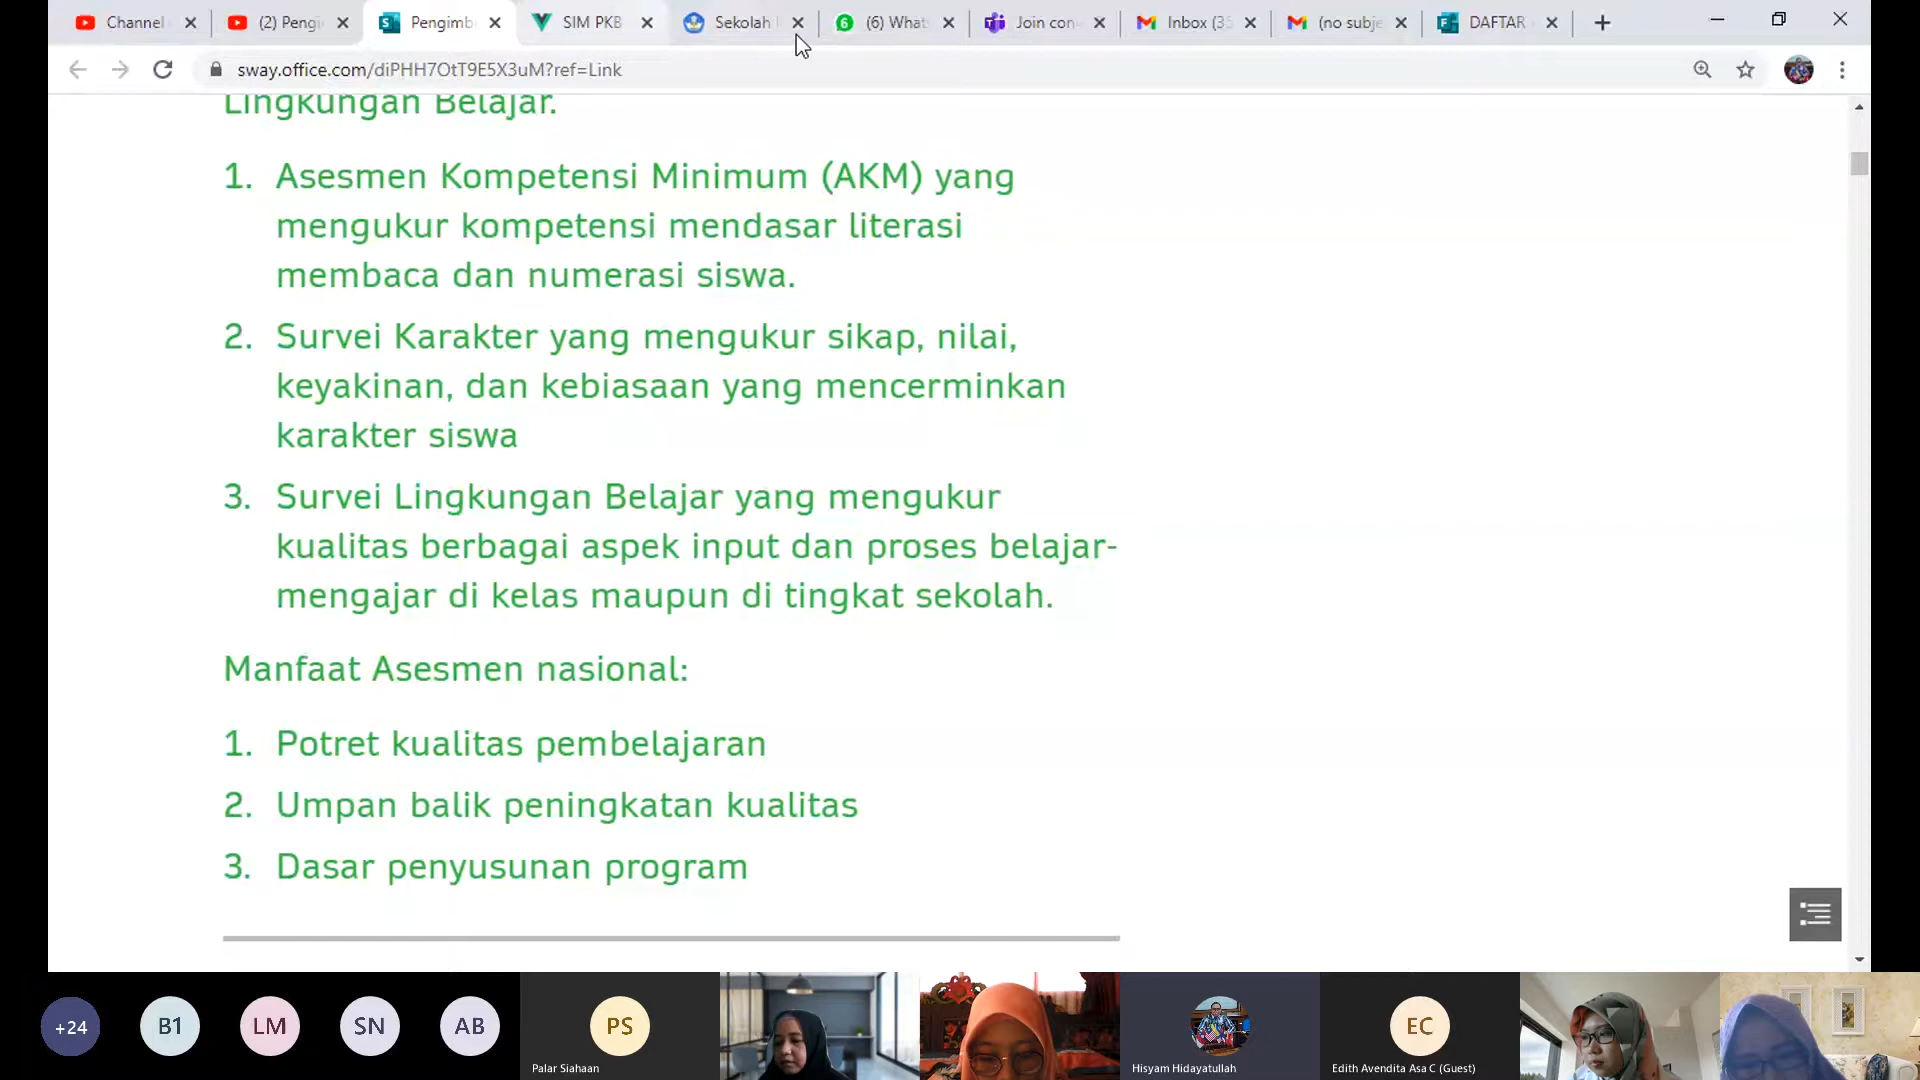 Channel
(2) Pengi
Pengimb
SIM PKB
Sekolah
(6) What
Join con
Inbox (35
(no subje
DAFTAR
sway.office.com/diPHH7OtT9E5X3uM?ref=Link
Lingkungan Belajar.
1. Asesmen Kompetensi Minimum (AKM) yang
mengukur kompetensi mendasar literasi
membaca dan numerasi siswa.
2. Survei Karakter yang mengukur sikap, nilai,
keyakinan, dan kebiasaan yang mencerminkan
karakter siswa
3. Survei Lingkungan Belajar yang mengukur
kualitas berbagai aspek input dan proses belajar-
mengajar di kelas maupun di tingkat sekolah.
Manfaat Asesmen nasional:
1. Potret kualitas pembelajaran
2. Umpan balik peningkatan kualitas
3. Dasar penyusunan program
+24
B1
LM
SN
AB
PS
Palar Siahaan
Hisyam Hidayatullah
EC
Edith Avendita Asa C (Guest)